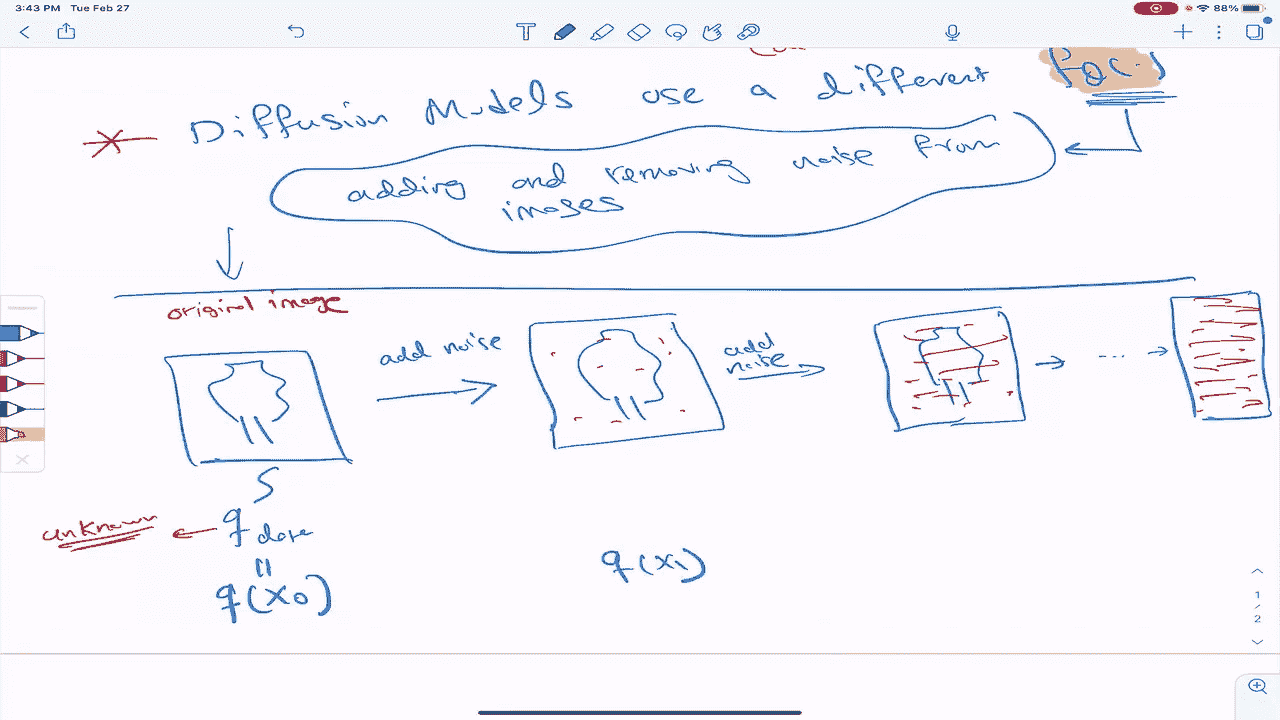 3:43 PM Tue Feb 27
88%
T
Diffusion Models use a different fθ(.)
adding and removing noise from
images
original image
add noise
add
noise
...
unknown
q data
=
q(x0)
q(x1)
1
/
2